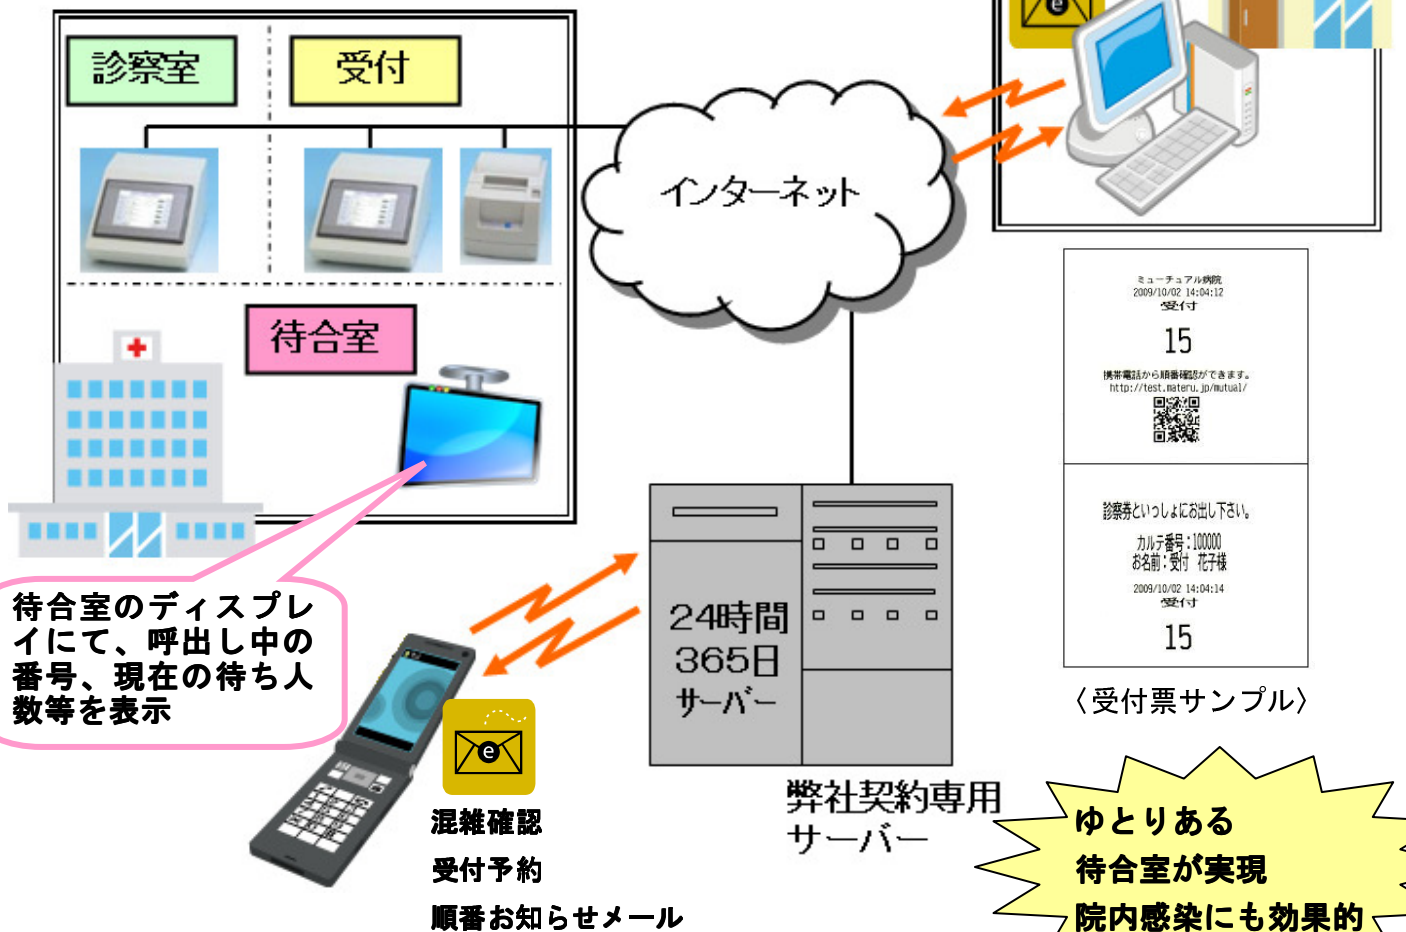 診察室
受付
インターネット
待合室
ミューチュアル病院
2009/10/02 14:04:12
受付
15
携帯電話から順番確認ができます。
http://test.materu.jp/mutual/
診察券といっしょにお出し下さい。
カルテ番号:100000
お名前:受付 花子様
2009/10/02 14:04:14
受付
15
〈受付票サンプル〉
待合室のディスプレ
イにて、呼出し中の
番号、現在の待ち人
数等を表示
24時間
365日
サーバー
弊社契約専用
サーバー
e
e
混雑確認
受付予約
順番お知らせメール
ゆとりある
待合室が実現
院内感染にも効果的